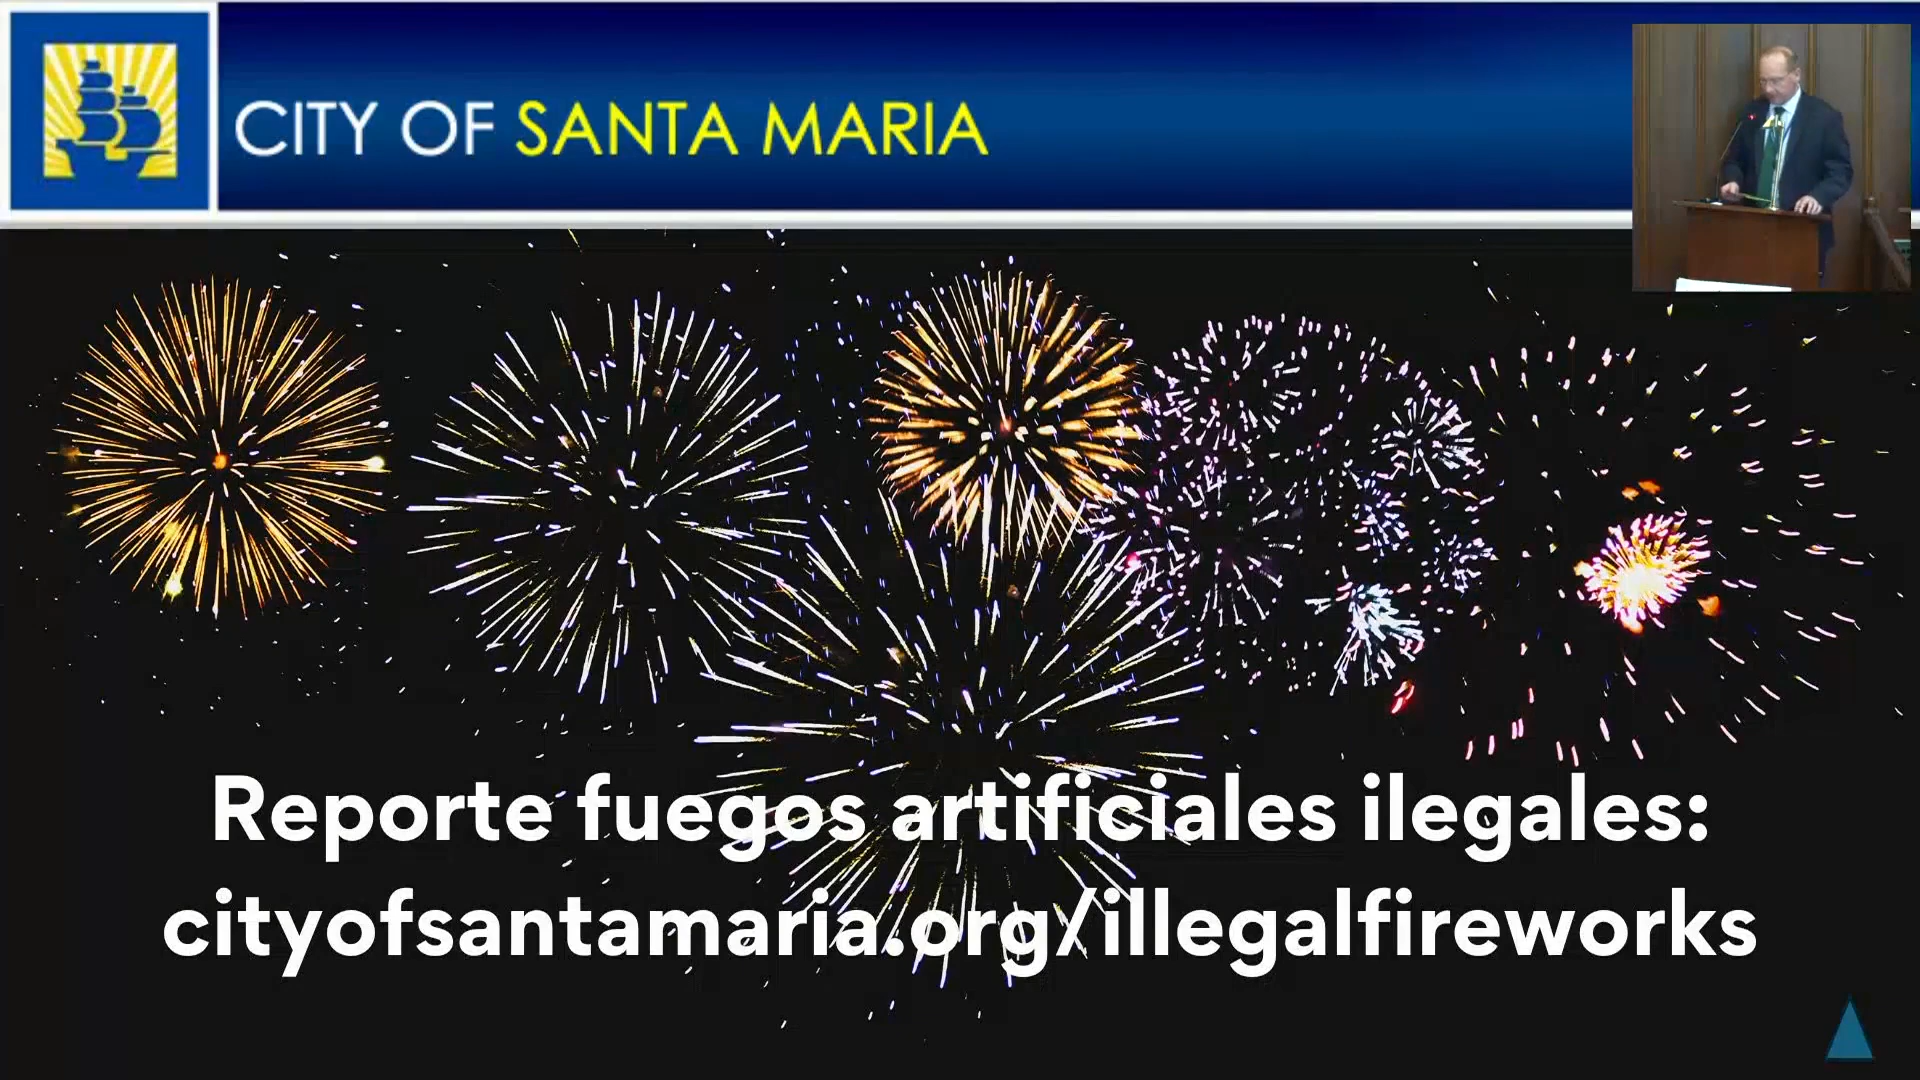 CITY OF SANTA MARIA
Reporte fuegos artificiales ilegales:
cityofsantamaria.org/illegalfireworks